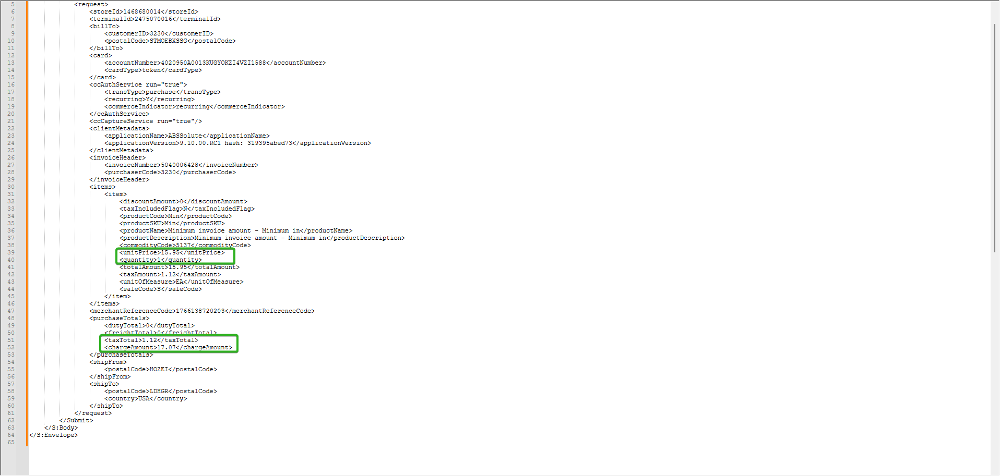 5 <request>
6 <storeId>1468680014</storeId>
7 <terminalId>2475070016</terminalId>
8 <billTo>
9 <customerID>3230</customerID>
10 <postalCode>STMQEBXSSG</postalCode>
11 </billTo>
12 <card>
13 <accountNumber>4020950A0013KUGYOKZI4VZI1588</accountNumber>
14 <cardType>token</cardType>
15 </card>
16 <ccAuthService run="true">
17 <transType>purchase</transType>
18 <recurring>Y</recurring>
19 <commerceIndicator>recurring</commerceIndicator>
20 </ccAuthService>
21 <ccCaptureService run="true"/>
22 <clientMetadata>
23 <applicationName>ABSSolute</applicationName>
24 <applicationVersion>9.10.00.RC1 hash: 319395abed73</applicationVersion>
25 </clientMetadata>
26 <invoiceHeader>
27 <invoiceNumber>5040006428</invoiceNumber>
28 <purchaserCode>3230</purchaserCode>
29 </invoiceHeader>
30 <items>
31 <item>
32 <discountAmount>0</discountAmount>
33 <taxIncludedFlag>N</taxIncludedFlag>
34 <productCode>Min</productCode>
35 <productSKU>Min</productSKU>
36 <productName>Minimum invoice amount - Minimum in</productName>
37 <productDescription>Minimum invoice amount - Minimum in</productDescription>
38 <commodityCode>5137</commodityCode>
39 <unitPrice>15.95</unitPrice>
40 <quantity>1</quantity>
41 <totalAmount>15.95</totalAmount>
42 <taxAmount>1.12</taxAmount>
43 <unitOfMeasure>EA</unitOfMeasure>
44 <saleCode>S</saleCode>
45 </item>
46 </items>
47 <merchantReferenceCode>1766138720203</merchantReferenceCode>
48 <purchaseTotals>
49 <dutyTotal>0</dutyTotal>
50 <freightTotal>0</freightTotal>
51 <taxTotal>1.12</taxTotal>
52 <chargeAmount>17.07</chargeAmount>
53 </purchaseTotals>
54 <shipFrom>
55 <postalCode>HOZEI</postalCode>
56 </shipFrom>
57 <shipTo>
58 <postalCode>LDHGR</postalCode>
59 <country>USA</country>
60 </shipTo>
61 </request>
62 </Submit>
63 </S:Body>
64 </S:Envelope>
65